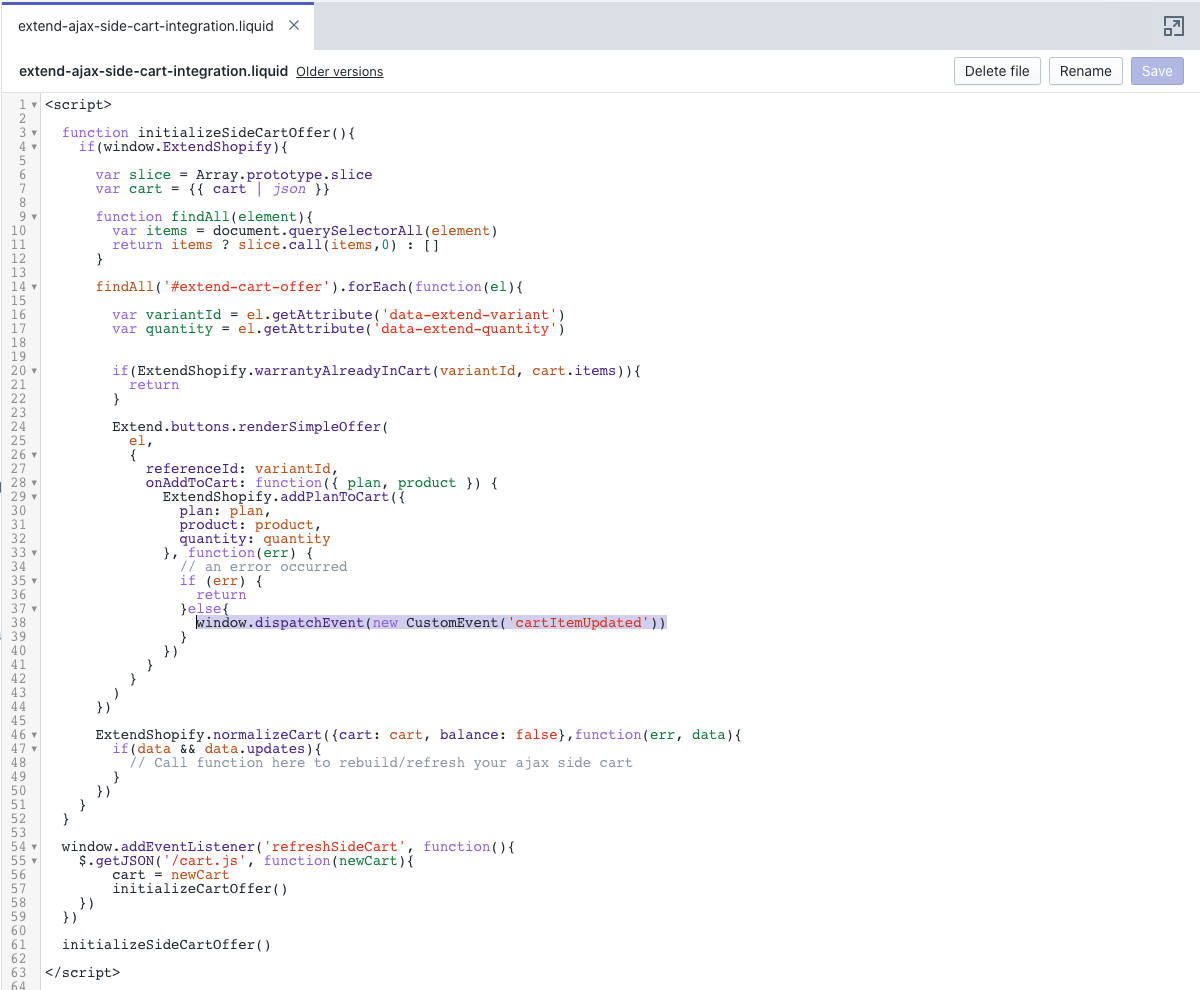 extend-ajax-side-cart-integration.liquid ×
extend-ajax-side-cart-integration.liquid Older versions Delete file Rename Save
1 <script>
2
3   function initializeSideCartOffer(){
4     if(window.ExtendShopify){
5
6       var slice = Array.prototype.slice
7       var cart = {{ cart | json }}
8
9       function findAll(element){
10         var items = document.querySelectorAll(element)
11         return items ? slice.call(items,0) : []
12       }
13
14       findAll('#extend-cart-offer').forEach(function(el){
15
16         var variantId = el.getAttribute('data-extend-variant')
17         var quantity = el.getAttribute('data-extend-quantity')
18
19
20         if(ExtendShopify.warrantyAlreadyInCart(variantId, cart.items)){
21           return
22         }
23
24         Extend.buttons.renderSimpleOffer(
25           el,
26           {
27             referenceId: variantId,
28             onAddToCart: function({ plan, product }) {
29               ExtendShopify.addPlanToCart({
30                 plan: plan,
31                 product: product,
32                 quantity: quantity
33               }, function(err) {
34                 // an error occurred
35                 if (err) {
36                   return
37                 }else{
38                   window.dispatchEvent(new CustomEvent('cartItemUpdated'))
39                 }
40               })
41             }
42           }
43         )
44       })
45
46       ExtendShopify.normalizeCart({cart: cart, balance: false},function(err, data){
47         if(data && data.updates){
48           // Call function here to rebuild/refresh your ajax side cart
49         }
50       })
51     }
52   }
53
54   window.addEventListener('refreshSideCart', function(){
55     $.getJSON('/cart.js', function(newCart){
56         cart = newCart
57         initializeCartOffer()
58     })
59   })
60
61   initializeSideCartOffer()
62
63 </script>
64